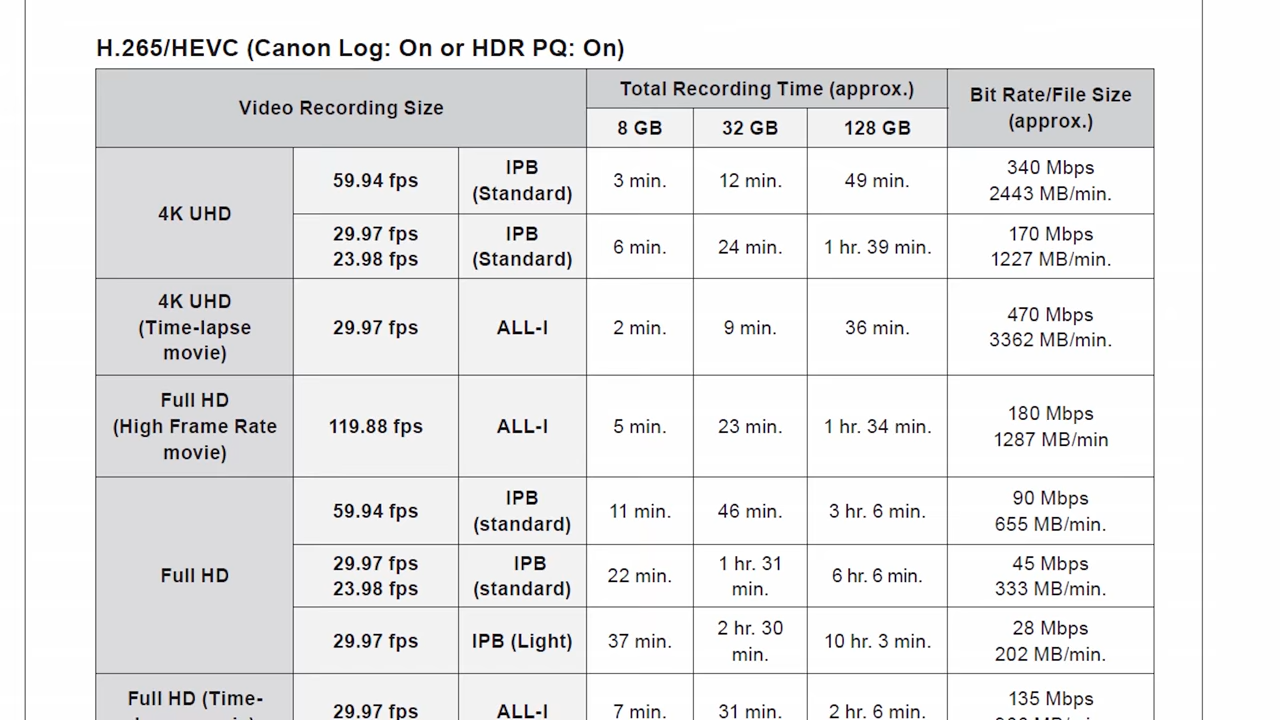 H.265/HEVC (Canon Log: On or HDR PQ: On)
Video Recording Size
Total Recording Time (approx.)
Bit Rate/File Size
(approx.)
8 GB
32 GB
128 GB
4K UHD
59.94 fps
IPB
(Standard)
3 min.
12 min.
49 min.
340 Mbps
2443 MB/min.
29.97 fps
23.98 fps
IPB
(Standard)
6 min.
24 min.
1 hr. 39 min.
170 Mbps
1227 MB/min.
4K UHD
(Time-lapse
movie)
29.97 fps
ALL-I
2 min.
9 min.
36 min.
470 Mbps
3362 MB/min.
Full HD
(High Frame Rate
movie)
119.88 fps
ALL-I
5 min.
23 min.
1 hr. 34 min.
180 Mbps
1287 MB/min
Full HD
59.94 fps
IPB
(standard)
11 min.
46 min.
3 hr. 6 min.
90 Mbps
655 MB/min.
29.97 fps
23.98 fps
IPB
(standard)
22 min.
1 hr. 31
min.
6 hr. 6 min.
45 Mbps
333 MB/min.
29.97 fps
IPB (Light)
37 min.
2 hr. 30
min.
10 hr. 3 min.
28 Mbps
202 MB/min.
Full HD (Time-
29.97 fps
ALL-I
7 min.
31 min.
2 hr. 6 min.
135 Mbps